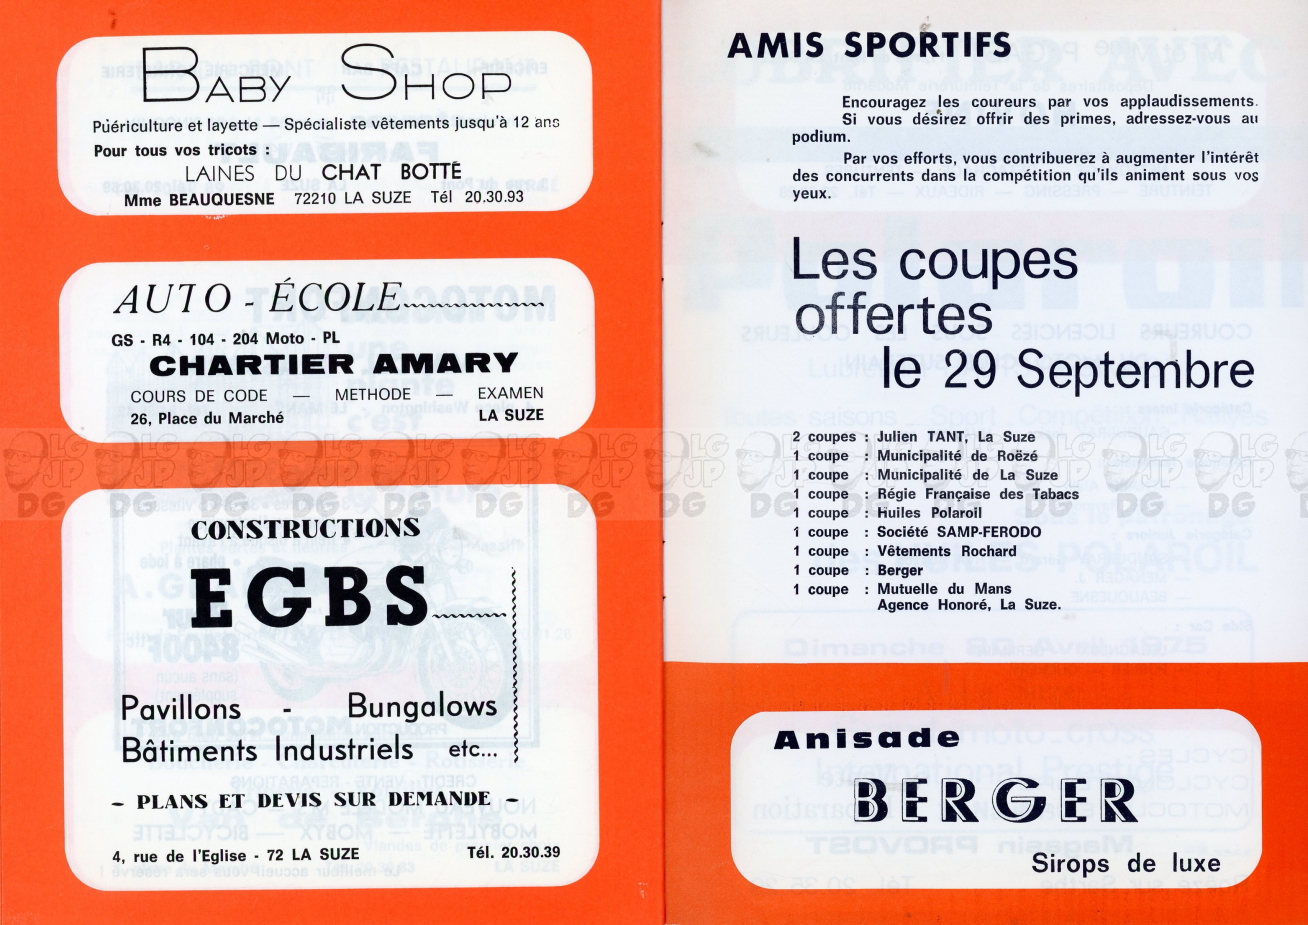 BABY SHOP
Puériculture et layette — Spécialiste vêtements jusqu'à 12 ans
Pour tous vos tricots :
LAINES DU CHAT BOTTÉ
Mme BEAUQUESNE 72210 LA SUZE Tél 20.30.93
AUTO - ÉCOLE
GS - R4 - 104 - 204 Moto - PL
CHARTIER AMARY
COURS DE CODE — METHODE — EXAMEN
26, Place du Marché LA SUZE
CONSTRUCTIONS
EGBS
Pavillons - Bungalows
Bâtiments Industriels etc...
- PLANS ET DEVIS SUR DEMANDE -
4, rue de l'Eglise - 72 LA SUZE Tél. 20.30.39
AMIS SPORTIFS
Encouragez les coureurs par vos applaudissements.
Si vous désirez offrir des primes, adressez-vous au
podium.
Par vos efforts, vous contribuerez à augmenter l'intérêt
des concurrents dans la compétition qu'ils animent sous vos
yeux.
Les coupes
offertes
le 29 Septembre
2 coupes : Julien TANT, La Suze
1 coupe : Municipalité de Roëzé
1 coupe : Municipalité de La Suze
1 coupe : Régie Française des Tabacs
1 coupe : Huiles Polaroil
1 coupe : Société SAMP-FERODO
1 coupe : Vêtements Rochard
1 coupe : Berger
1 coupe : Mutuelle du Mans
Agence Honoré, La Suze.
Anisade
BERGER
Sirops de luxe